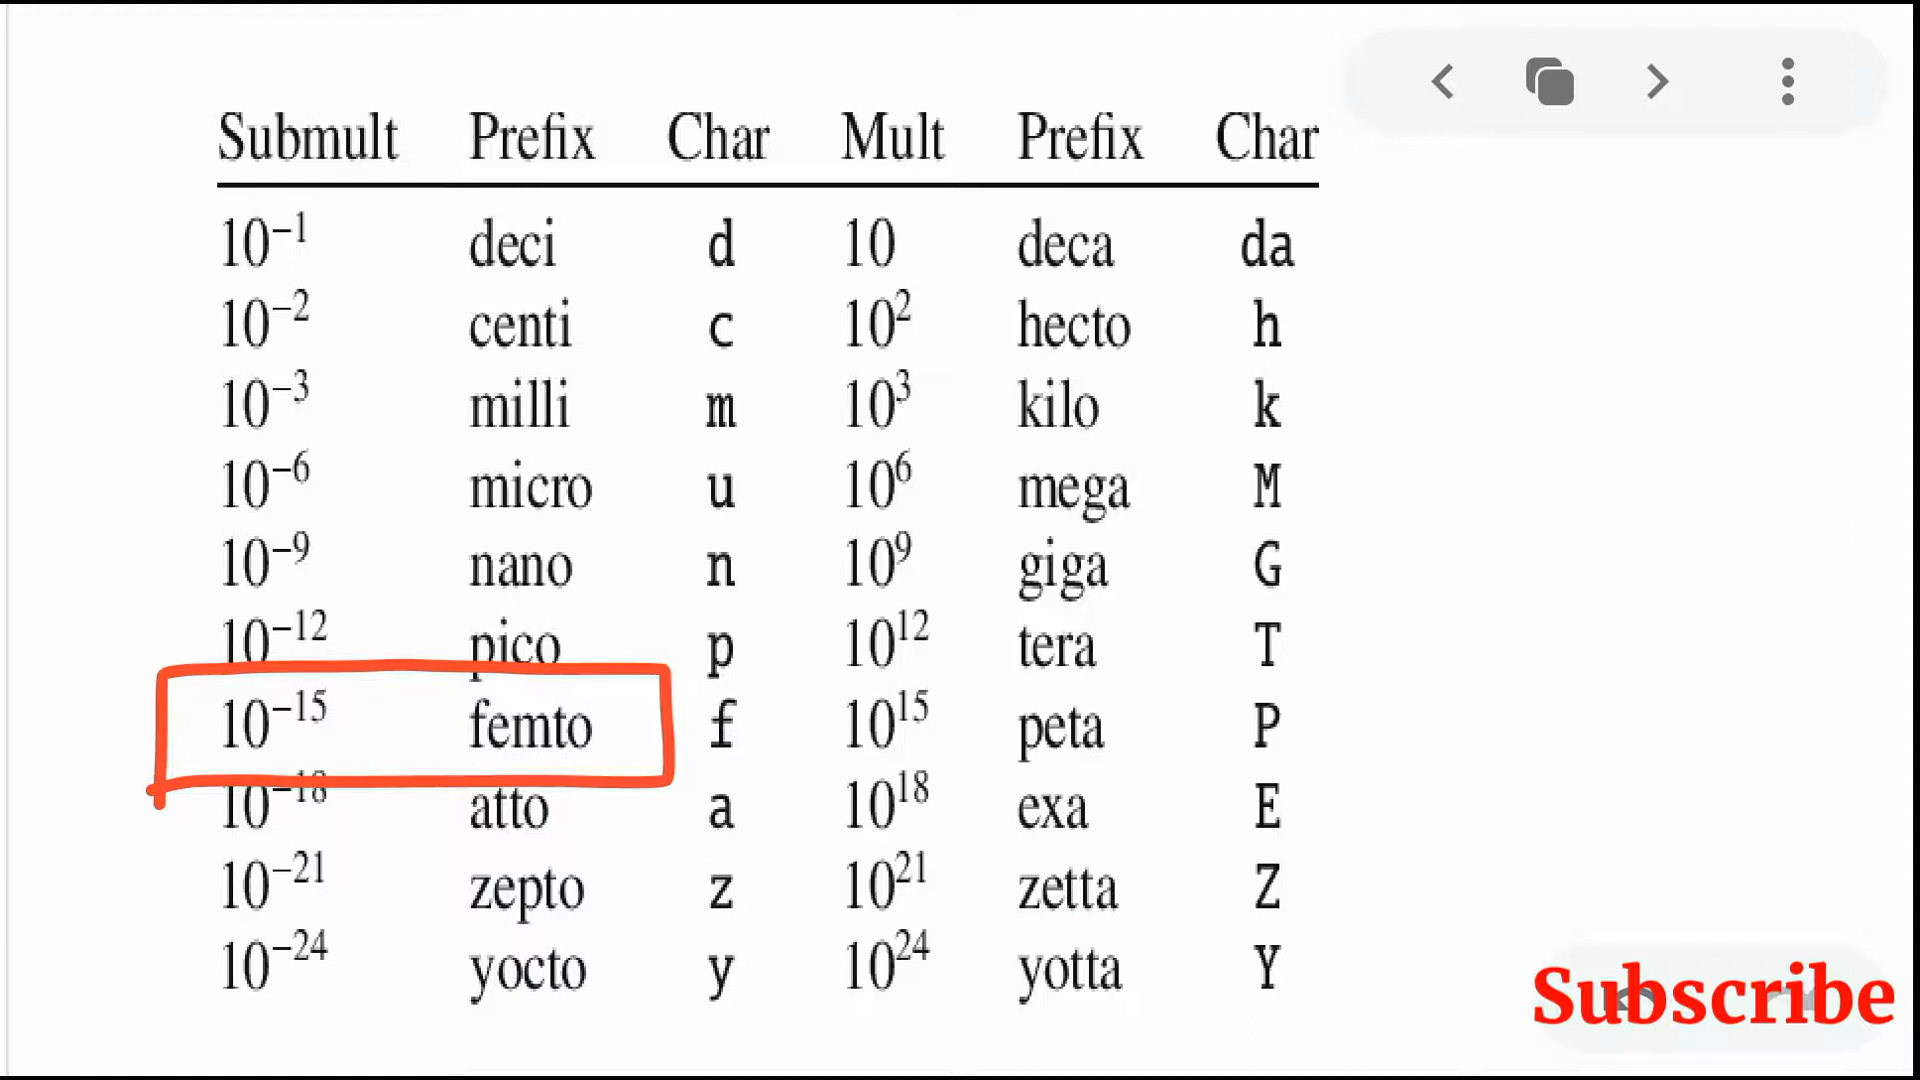 Submult Prefix Char Mult Prefix Char
10⁻¹ deci d 10 deca da
10⁻² centi c 10² hecto h
10⁻³ milli m 10³ kilo k
10⁻⁶ micro u 10⁶ mega M
10⁻⁹ nano n 10⁹ giga G
10⁻¹² pico p 10¹² tera T
10⁻¹⁵ femto f 10¹⁵ peta P
10⁻¹⁸ atto a 10¹⁸ exa E
10⁻²¹ zepto z 10²¹ zetta Z
10⁻²⁴ yocto y 10²⁴ yotta Y
Subscribe